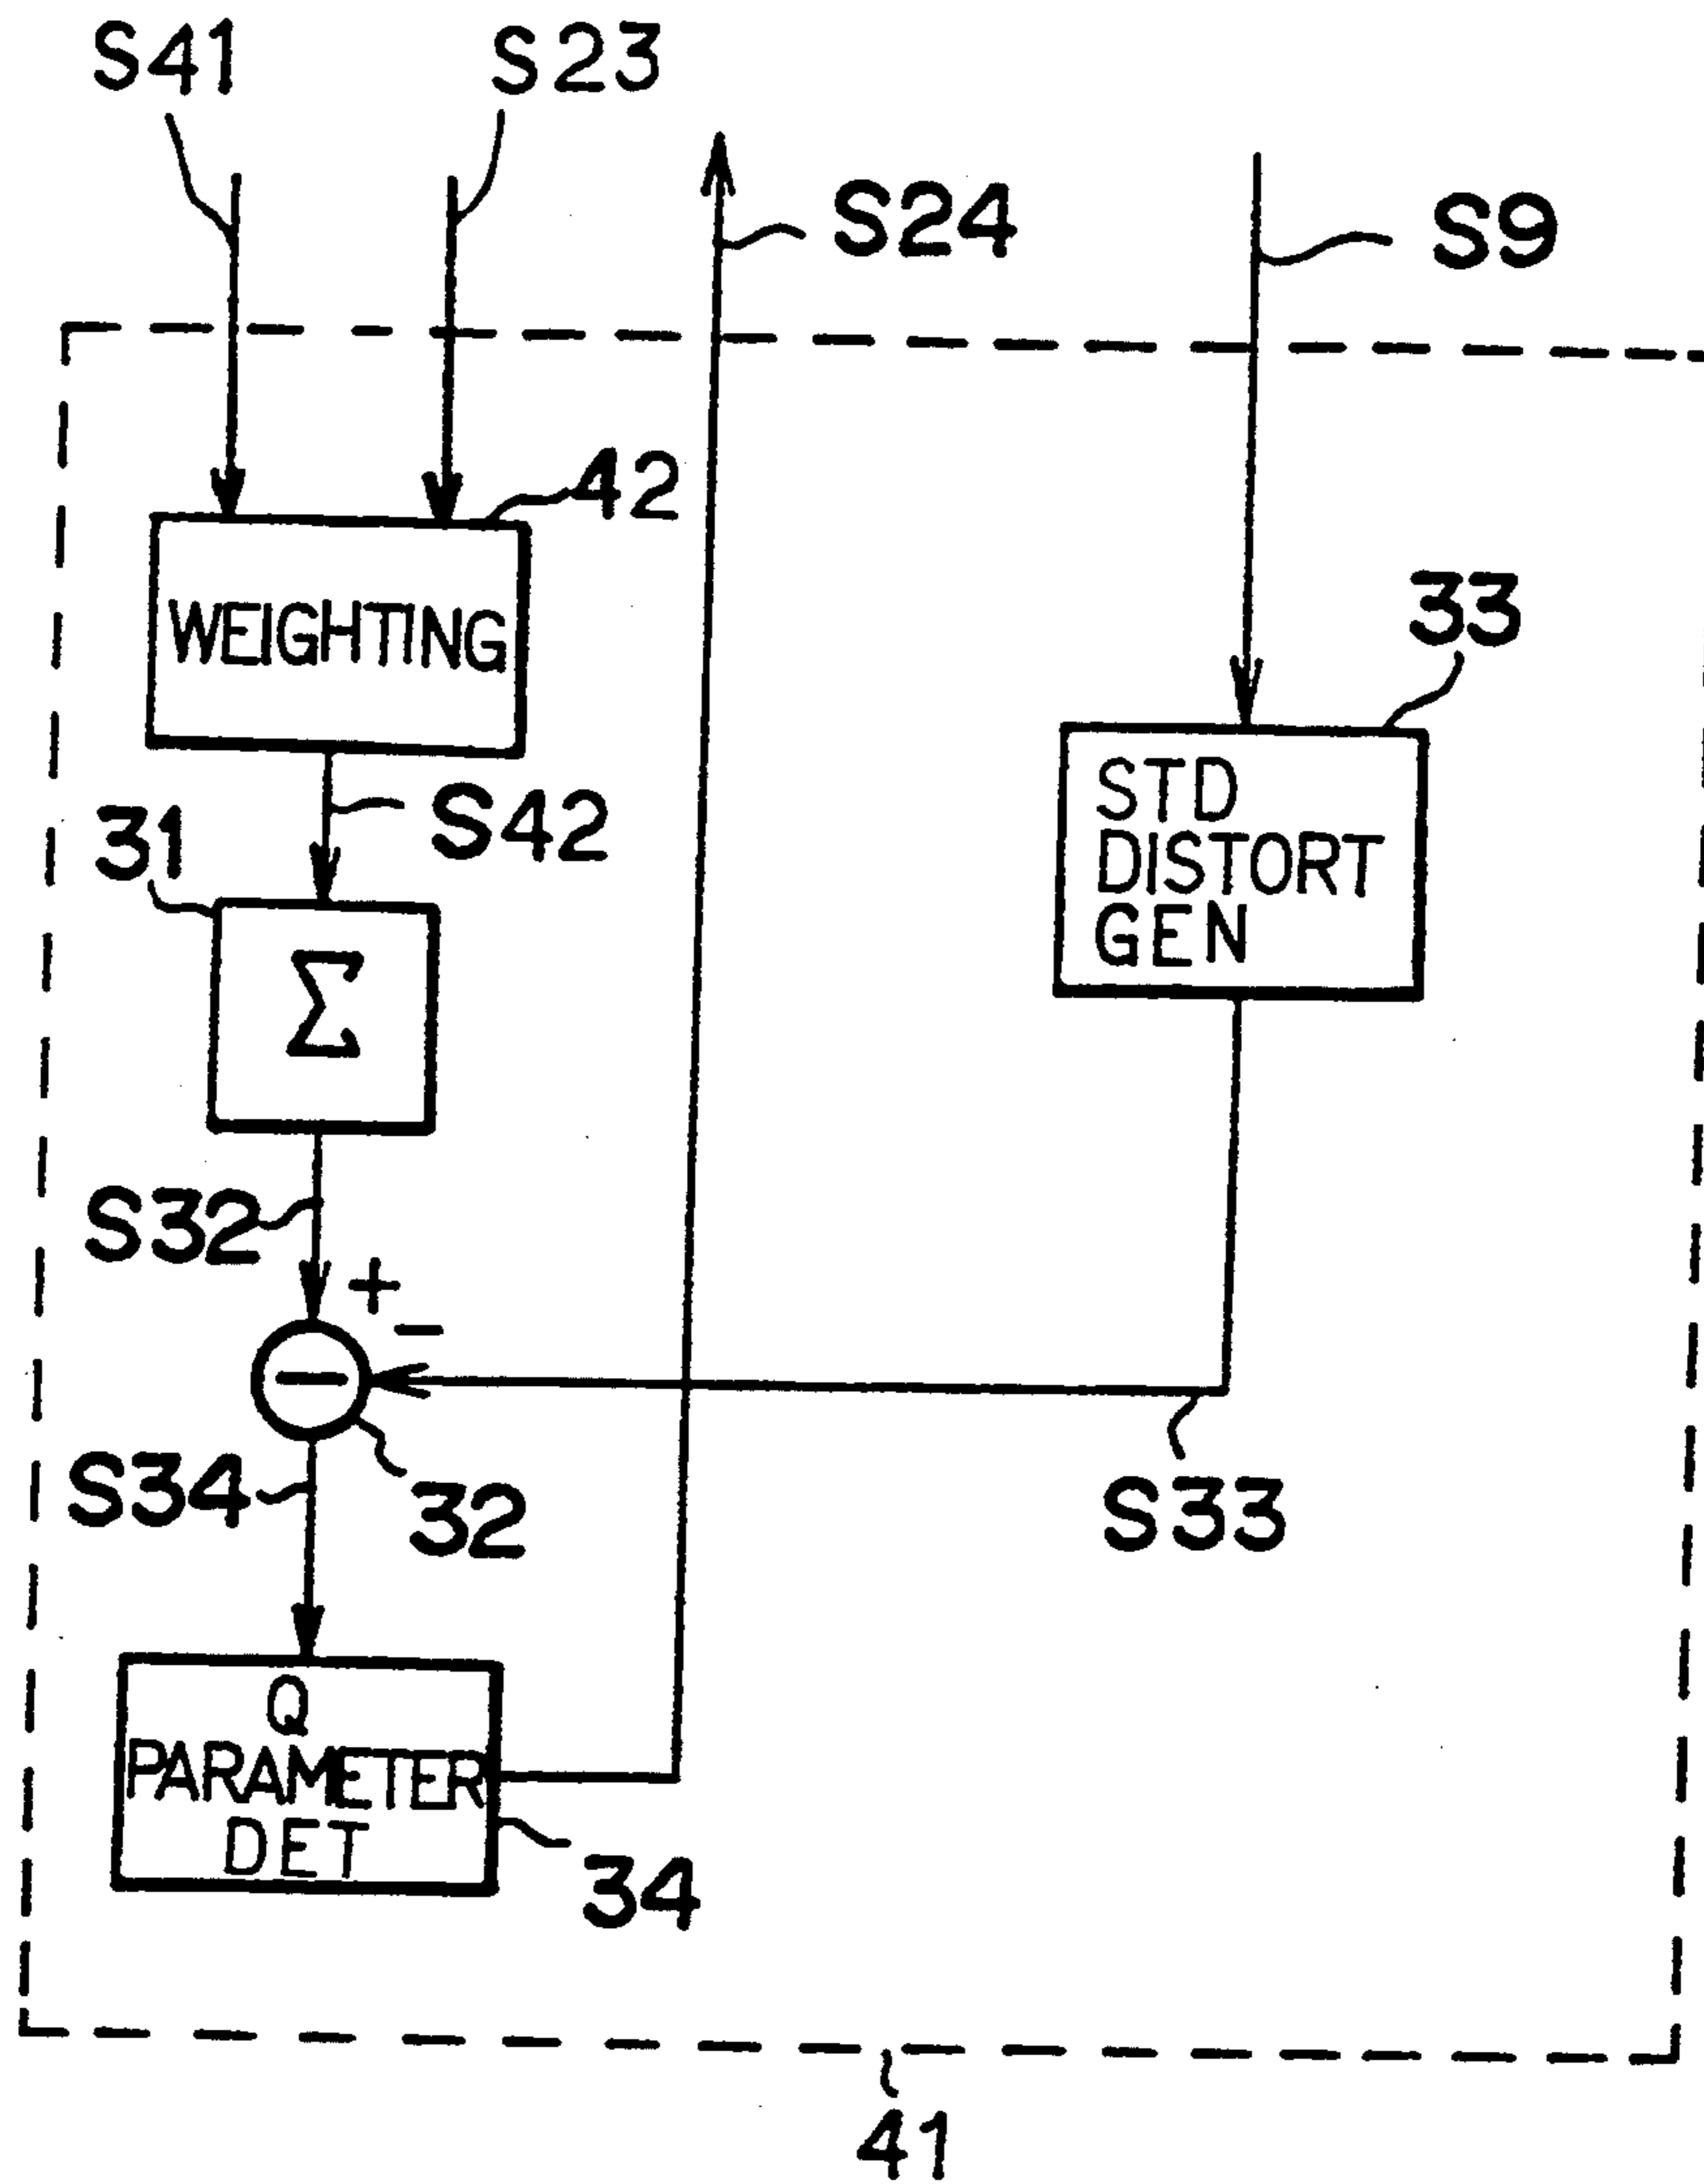 S41
S23
S24
S9
42
WEIGHTING
33
S42
STD
DISTORT
GEN
31
Σ
S32
+
−
−
S34
32
S33
Q
PARAMETER
DET
34
41